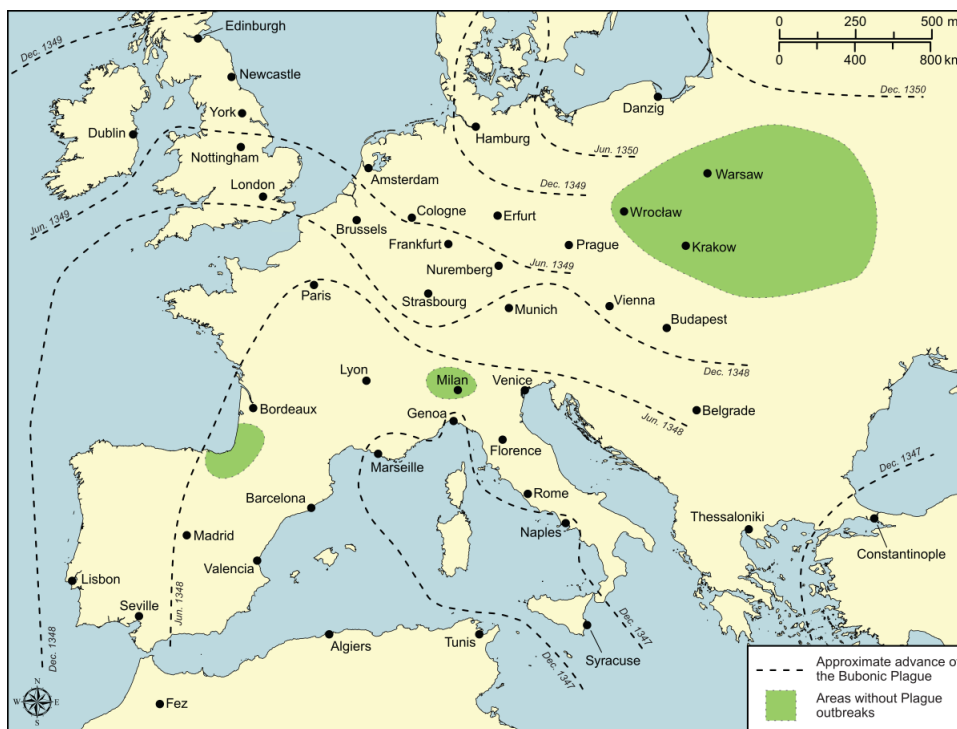 Edinburgh
Dec. 1349
0 250 500 m
0 400 800 km
Newcastle
Dec. 1350
Danzig
York
Dublin
Hamburg
Nottingham
Jun. 1350
Warsaw
Amsterdam
London
Dec. 1349
Wrocław
Cologne
Erfurt
Jun. 1349
Brussels
Frankfurt
Prague
Krakow
Nuremberg
Jun. 1349
Paris
Strasbourg
Munich
Vienna
Budapest
Dec. 1348
Lyon
Milan
Venice
Bordeaux
Genoa
Jun. 1348
Belgrade
Florence
Marseille
Dec. 1347
Rome
Barcelona
Thessaloniki
Naples
Madrid
Constantinople
Valencia
Lisbon
Jun. 1348
Seville
Dec. 1347
Dec. 1348
Algiers
Tunis
Syracuse
Dec. 1347
Approximate advance of
the Bubonic Plague
N
W E
S
Fez
Areas without Plague
outbreaks